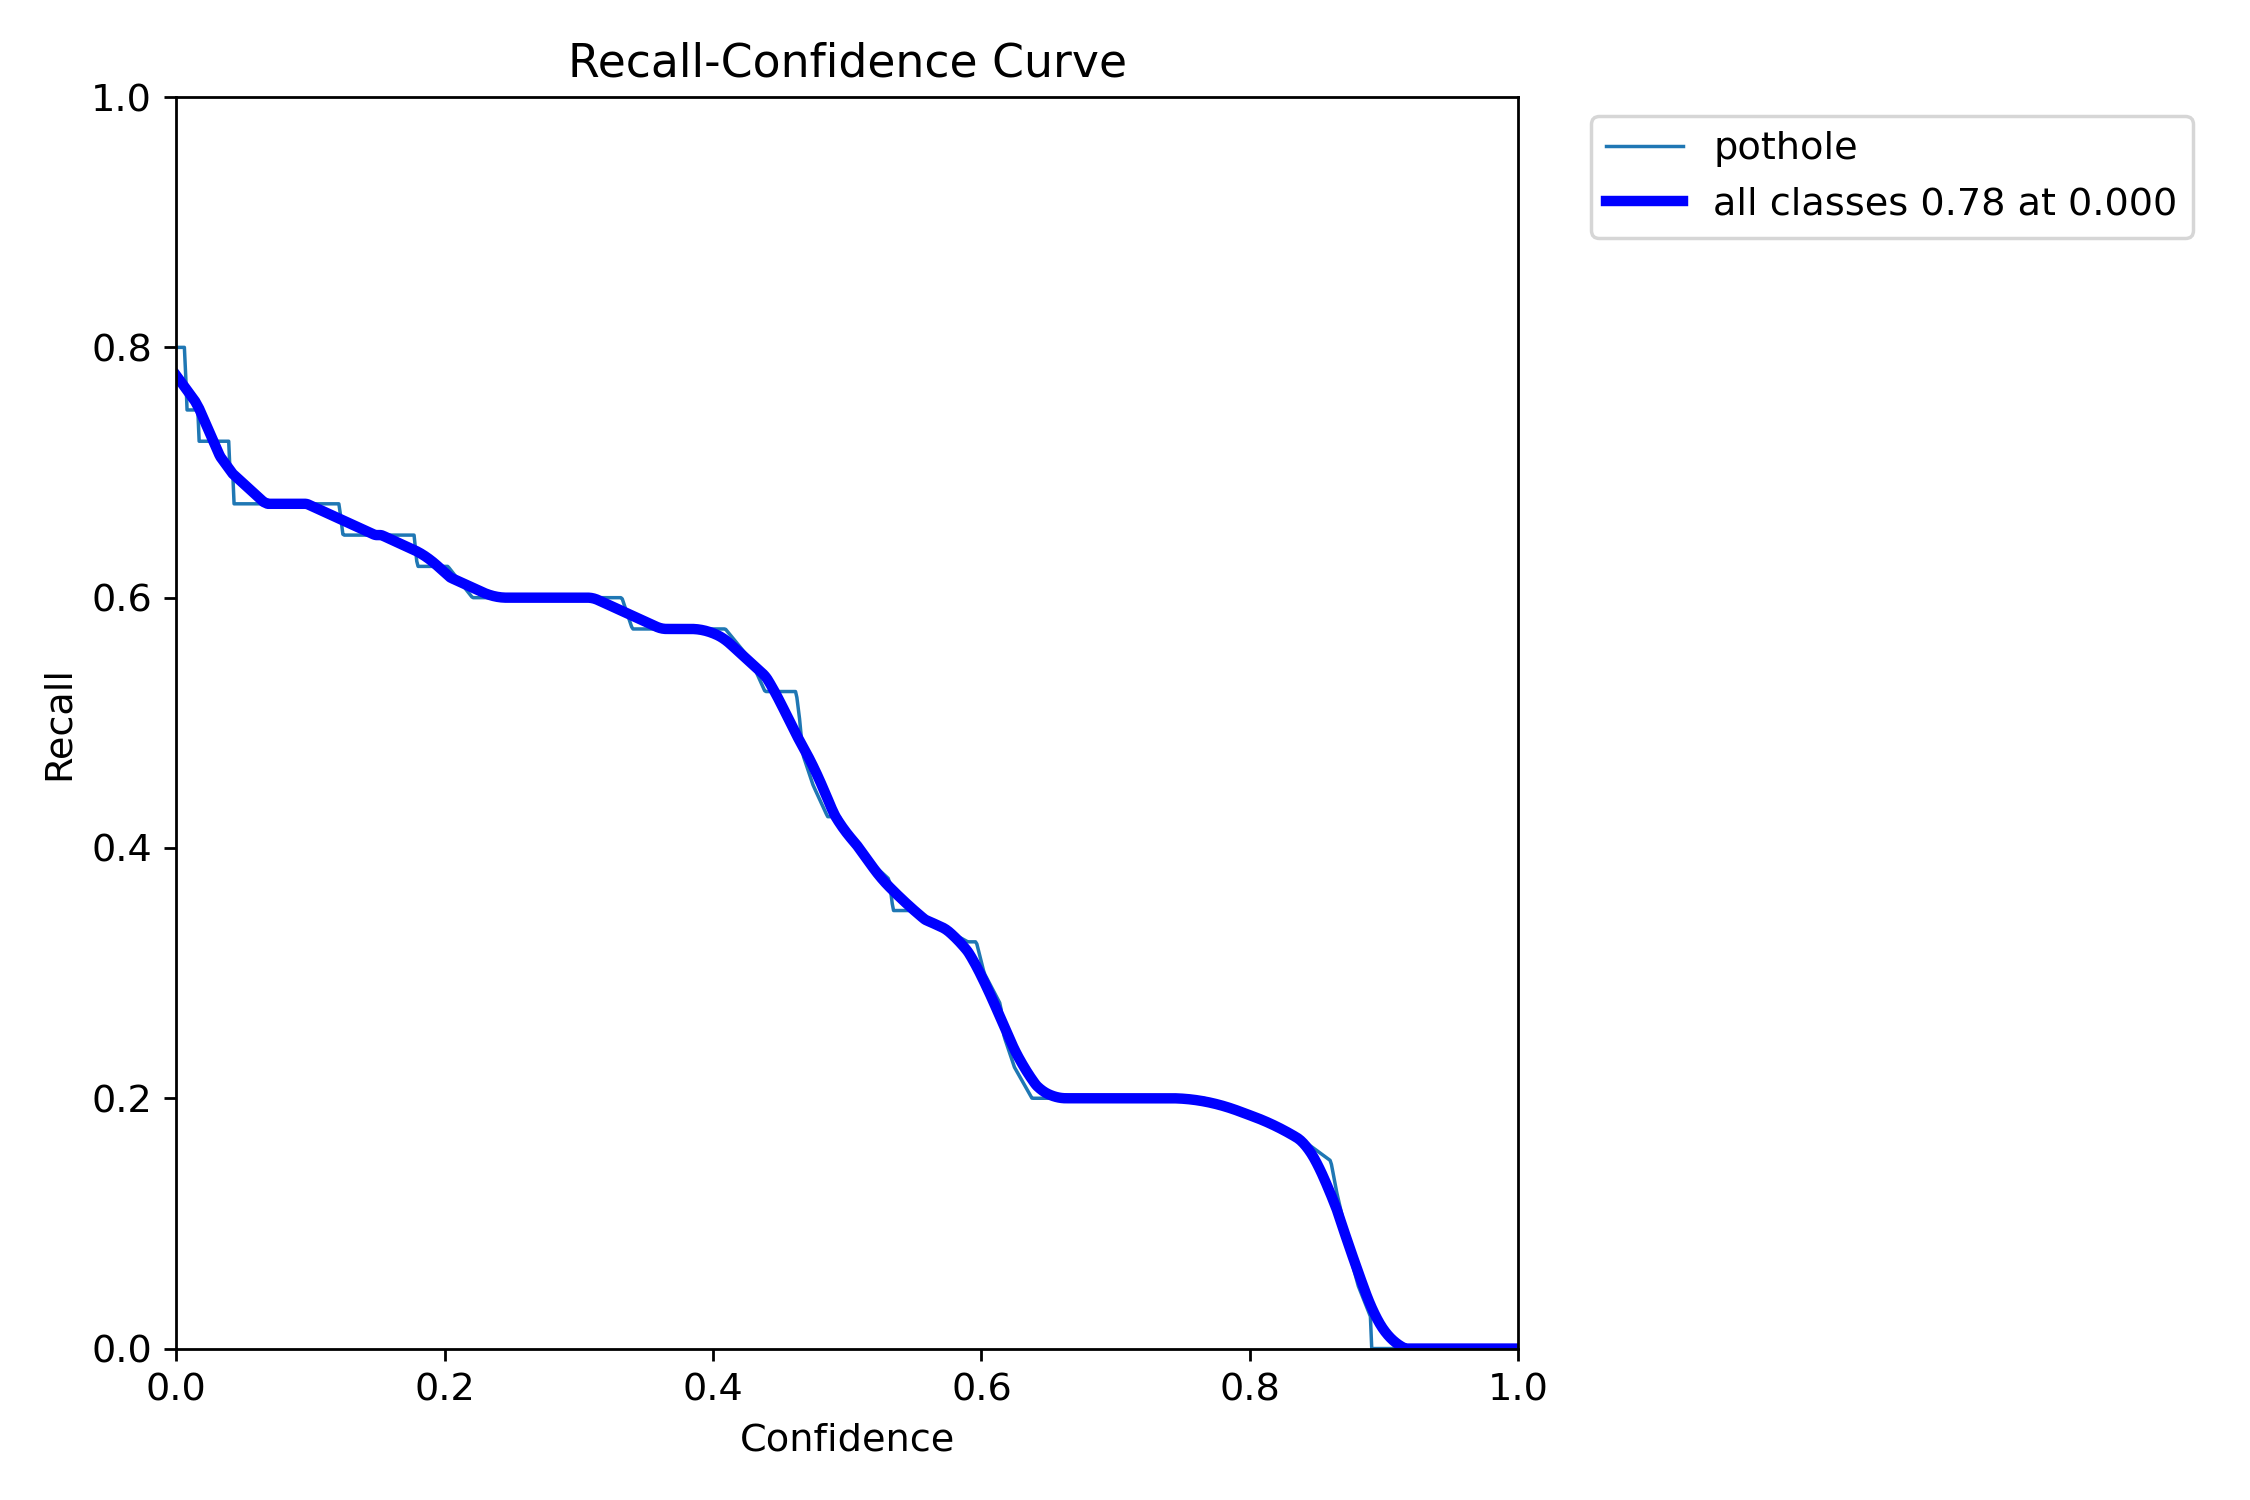 Recall-Confidence Curve
1.0
0.8
0.6
0.4
0.2
0.0
Recall
0.0 0.2 0.4 0.6 0.8 1.0
Confidence
pothole
all classes 0.78 at 0.000